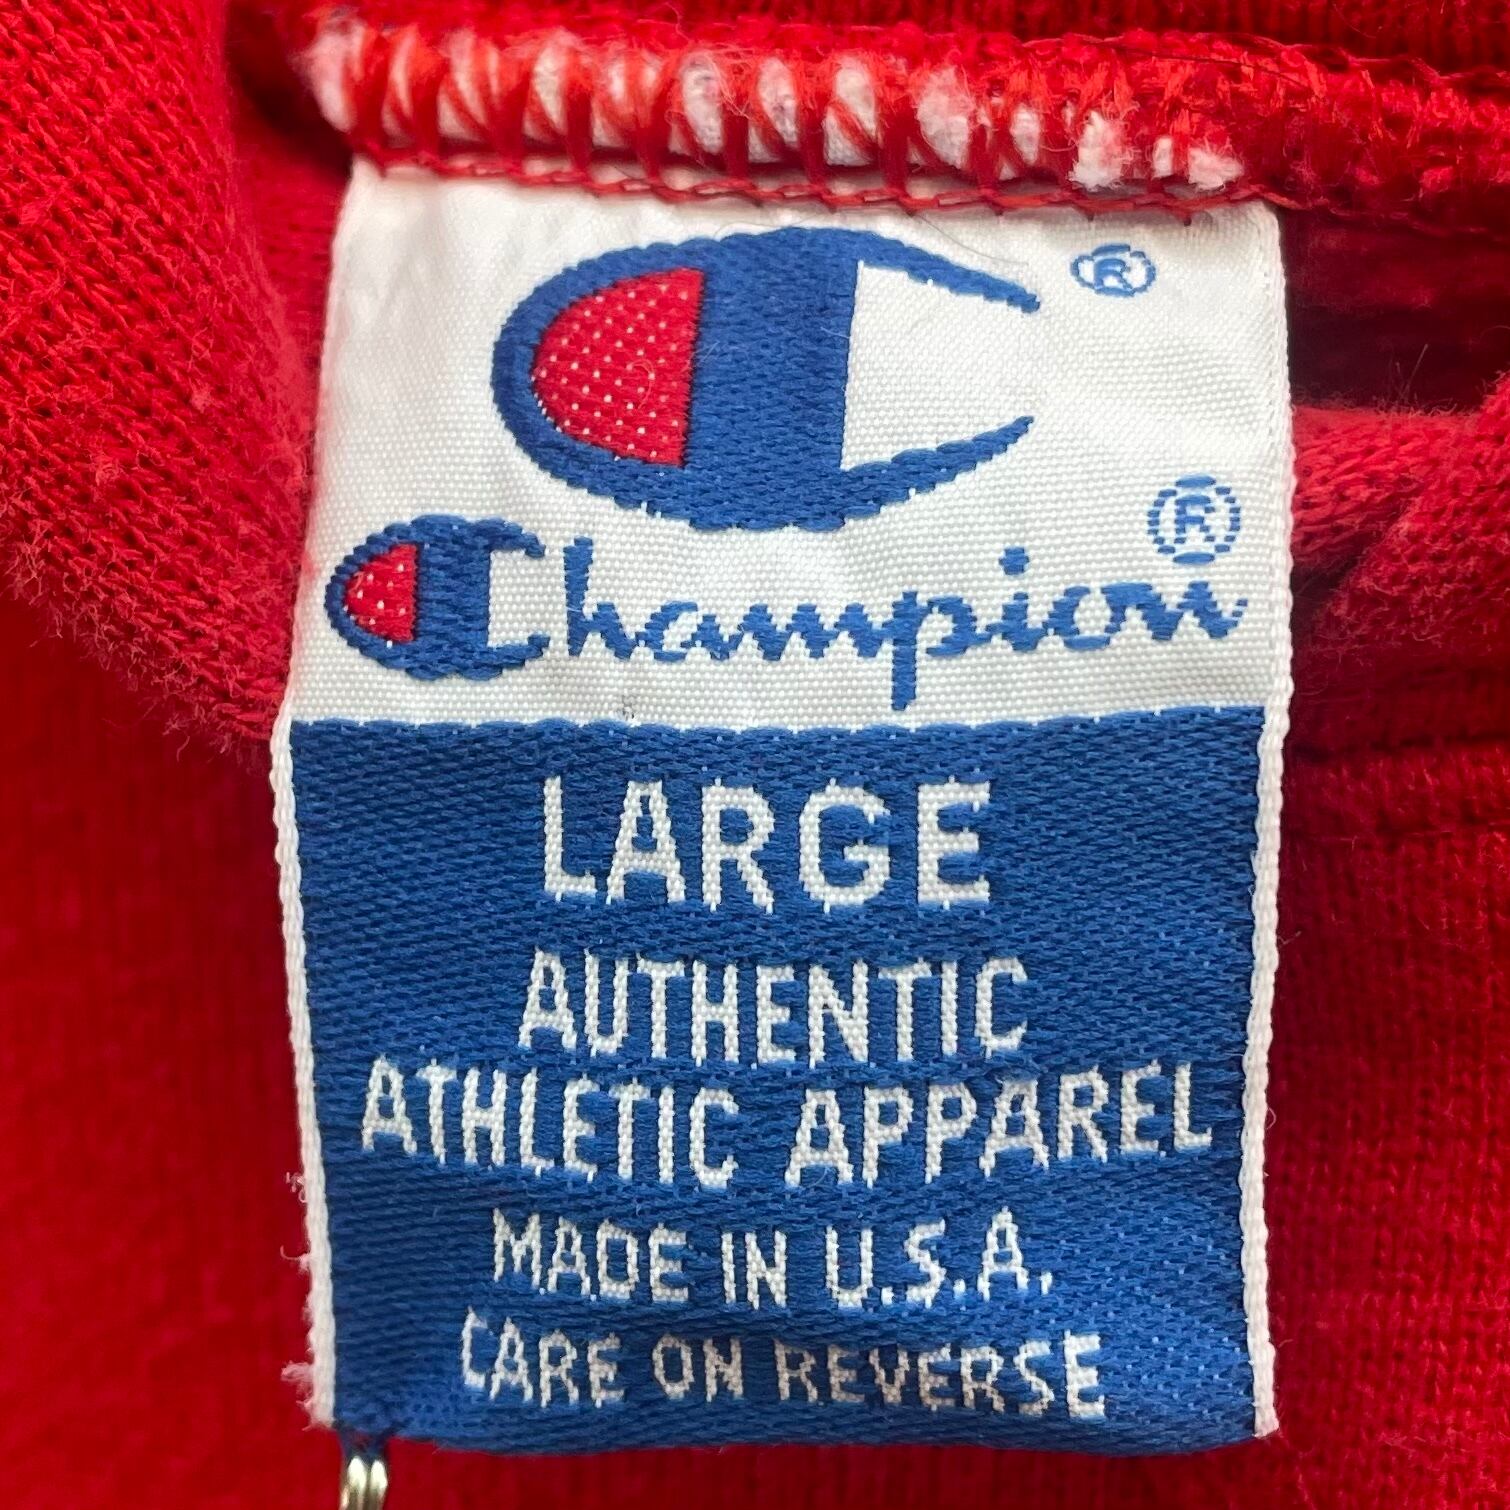 ®
Champion®
LARGE
AUTHENTIC
ATHLETIC APPAREL
MADE IN U.S.A.
CARE ON REVERSE